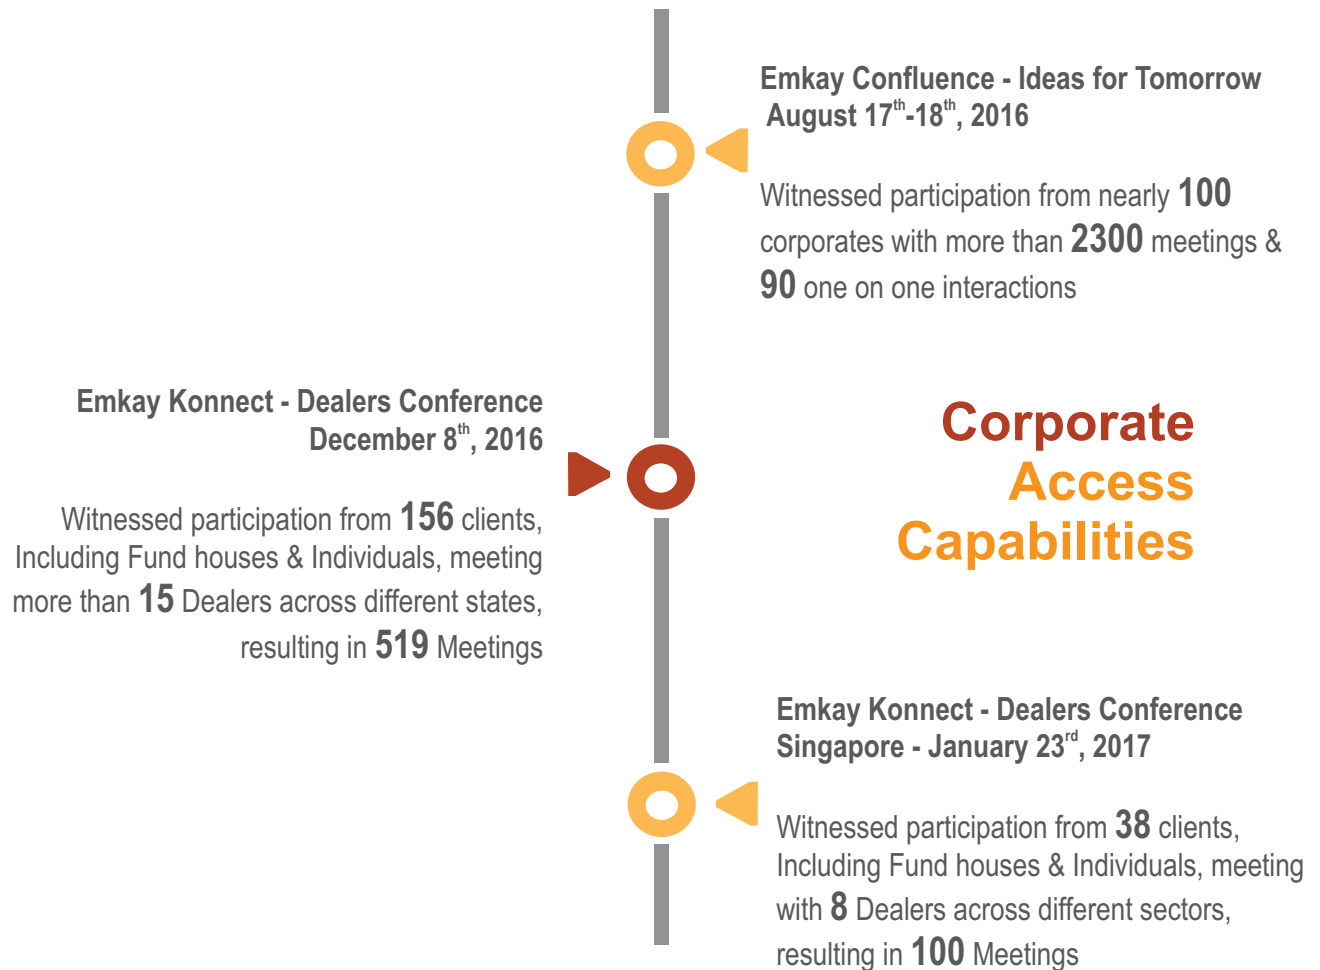 Emkay Confluence - Ideas for Tomorrow
August 17th-18th, 2016
Witnessed participation from nearly 100
corporates with more than 2300 meetings &
90 one on one interactions
Emkay Konnect - Dealers Conference
December 8th, 2016
Witnessed participation from 156 clients,
Including Fund houses & Individuals, meeting
more than 15 Dealers across different states,
resulting in 519 Meetings
Corporate
Access
Capabilities
Emkay Konnect - Dealers Conference
Singapore - January 23rd, 2017
Witnessed participation from 38 clients,
Including Fund houses & Individuals, meeting
with 8 Dealers across different sectors,
resulting in 100 Meetings